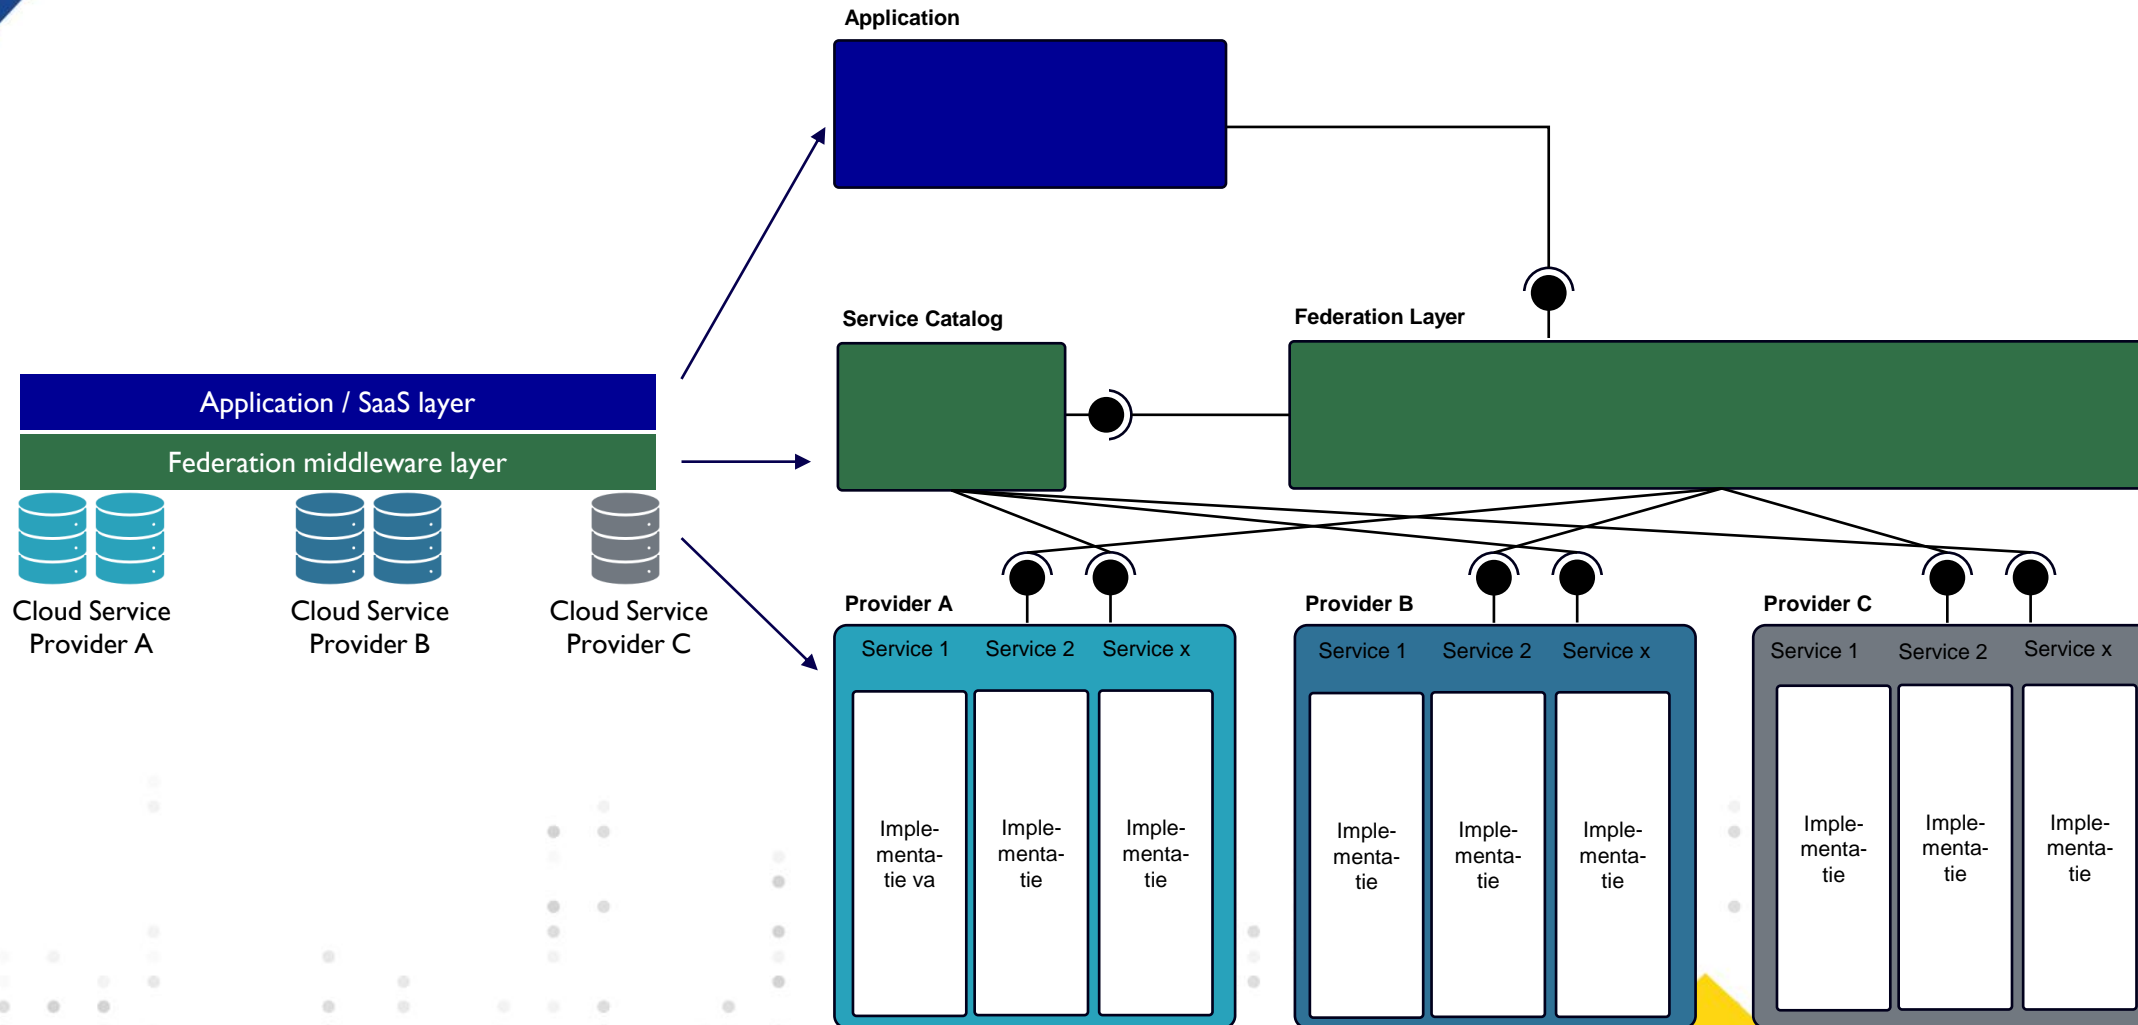 Application
Service Catalog
Federation Layer
Application / SaaS layer
Federation middleware layer
Cloud Service
Provider A
Cloud Service
Provider B
Cloud Service
Provider C
Provider A
Service 1
Service 2
Service x
Imple-
menta-
tie va
Imple-
menta-
tie
Imple-
menta-
tie
Provider B
Service 1
Service 2
Service x
Imple-
menta-
tie
Imple-
menta-
tie
Imple-
menta-
tie
Provider C
Service 1
Service 2
Service x
Imple-
menta-
tie
Imple-
menta-
tie
Imple-
menta-
tie